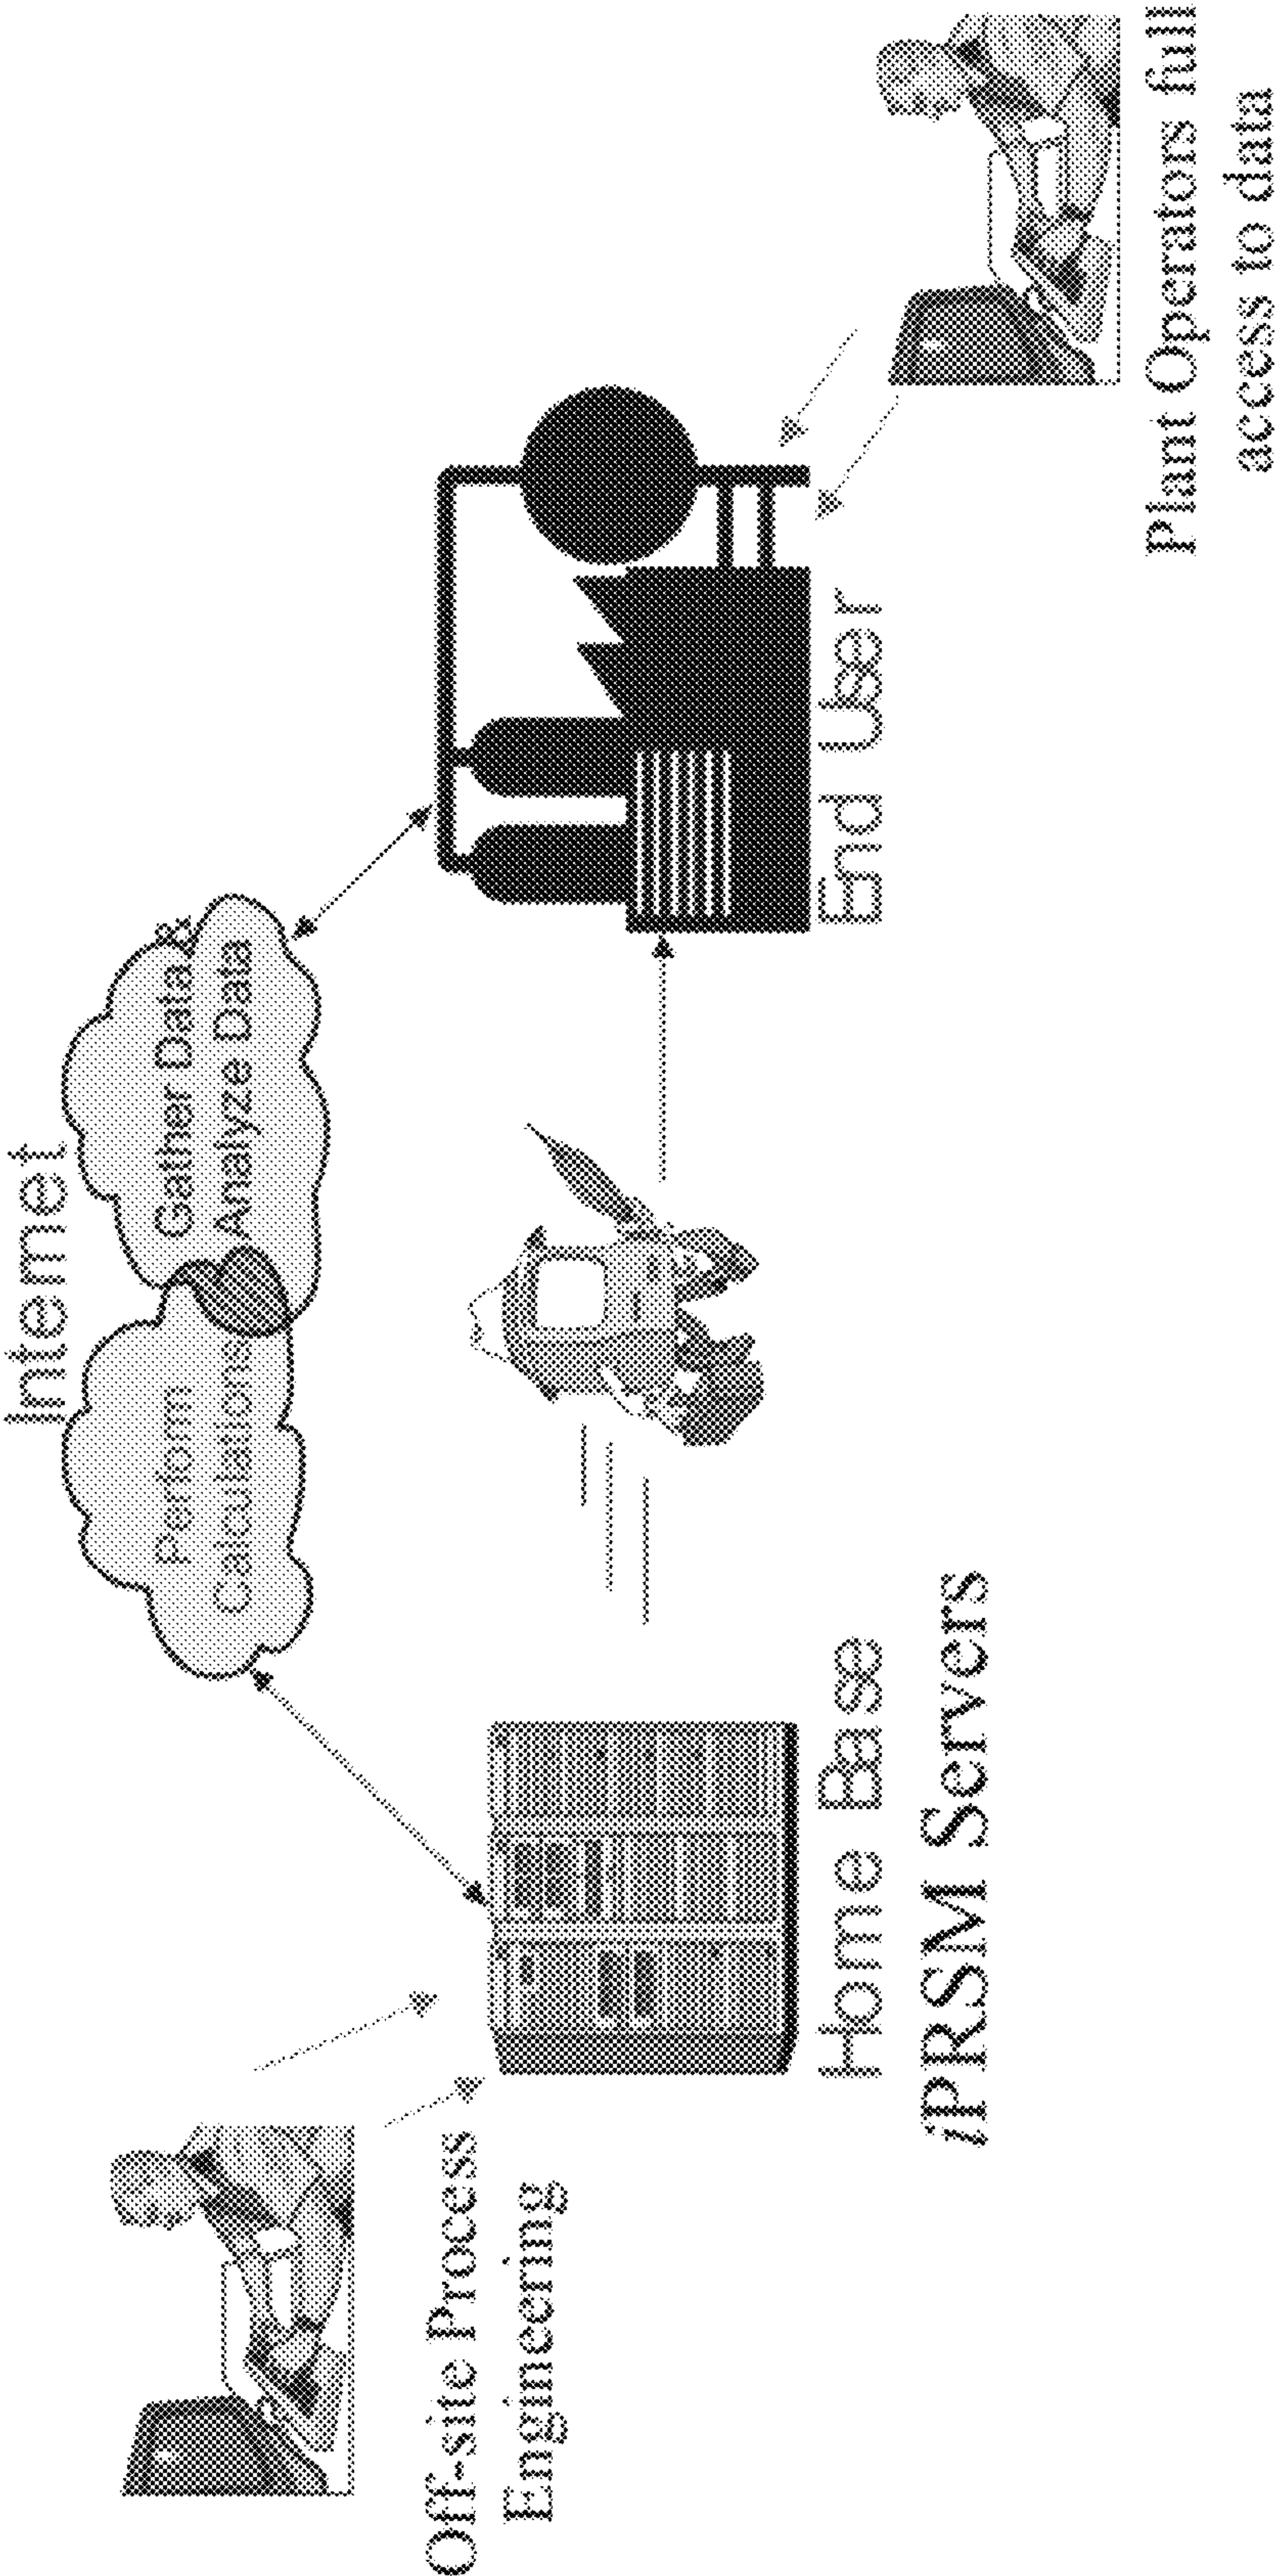 Internet
Perform
Calculations
Gather Data &
Analyze Data
Off-site Process
Engineering
Home Base
iPRSM Servers
End User
Plant Operators full
access to data